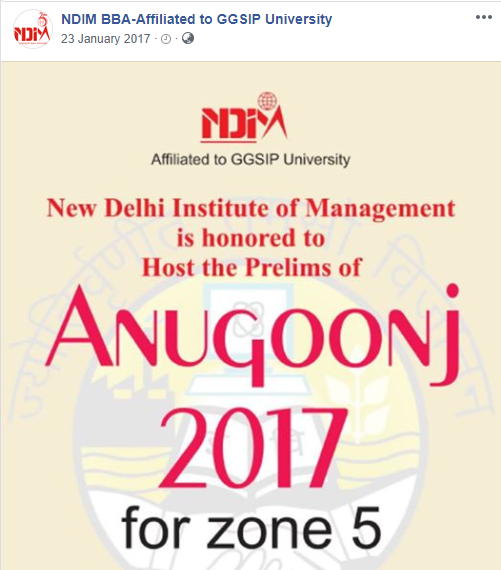 NDIM BBA-Affiliated to GGSIP University
23 January 2017
NDIM
Affiliated to GGSIP University
New Delhi Institute of Management
is honored to
Host the Prelims of
ANUGOONJ
2017
for zone 5